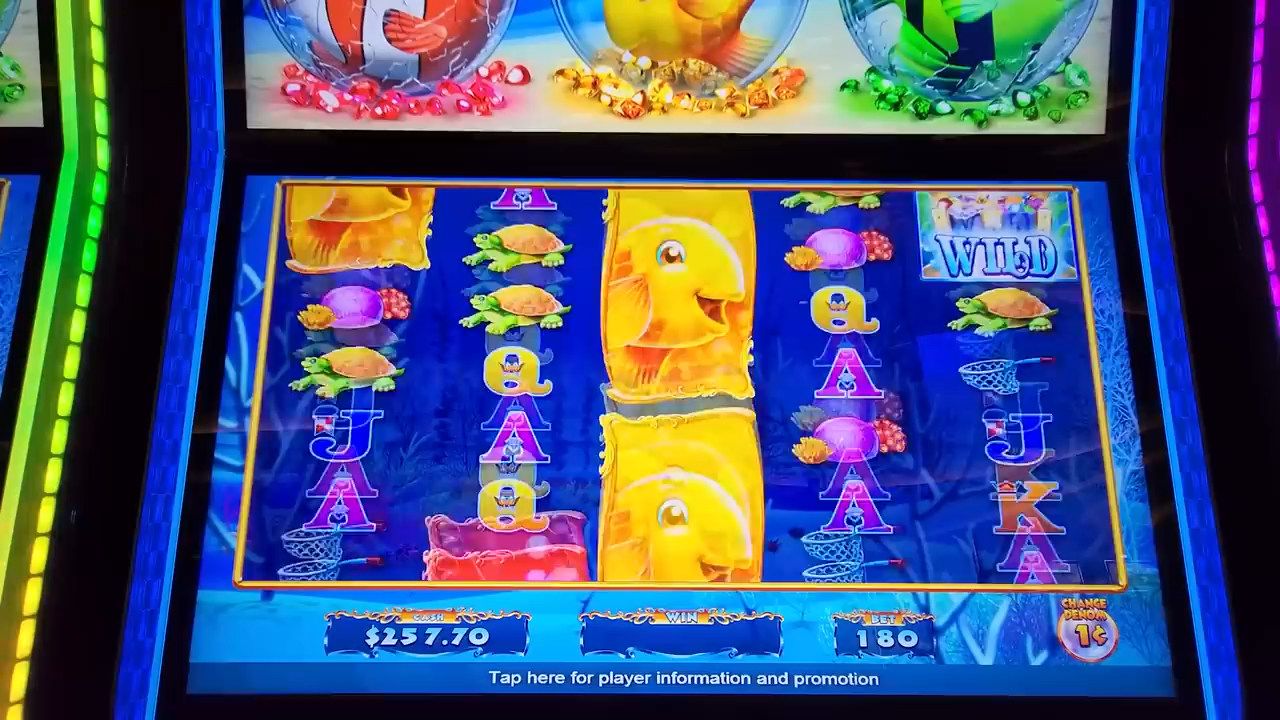 WILD
A
Q
Q
A
A
J
Q
A
J
A
Q
A
K
A
CASH
WIN
BET
CHANGE
DENOM
$257.70
180
1¢
Tap here for player information and promotion